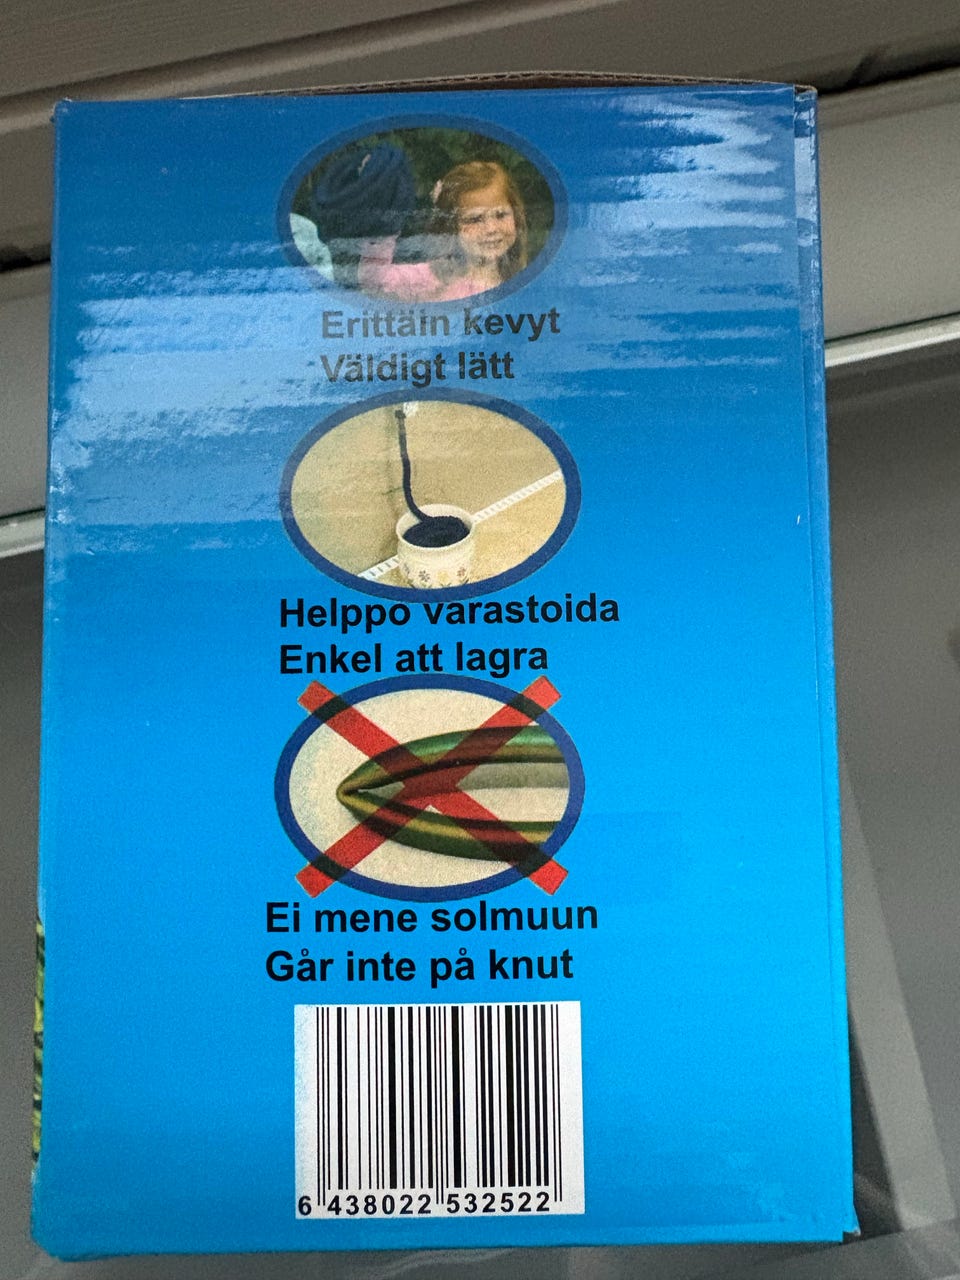 Erittäin kevyt
Väldigt lätt
Helppo varastoida
Enkel att lagra
Ei mene solmuun
Går inte på knut
6 438022 532522